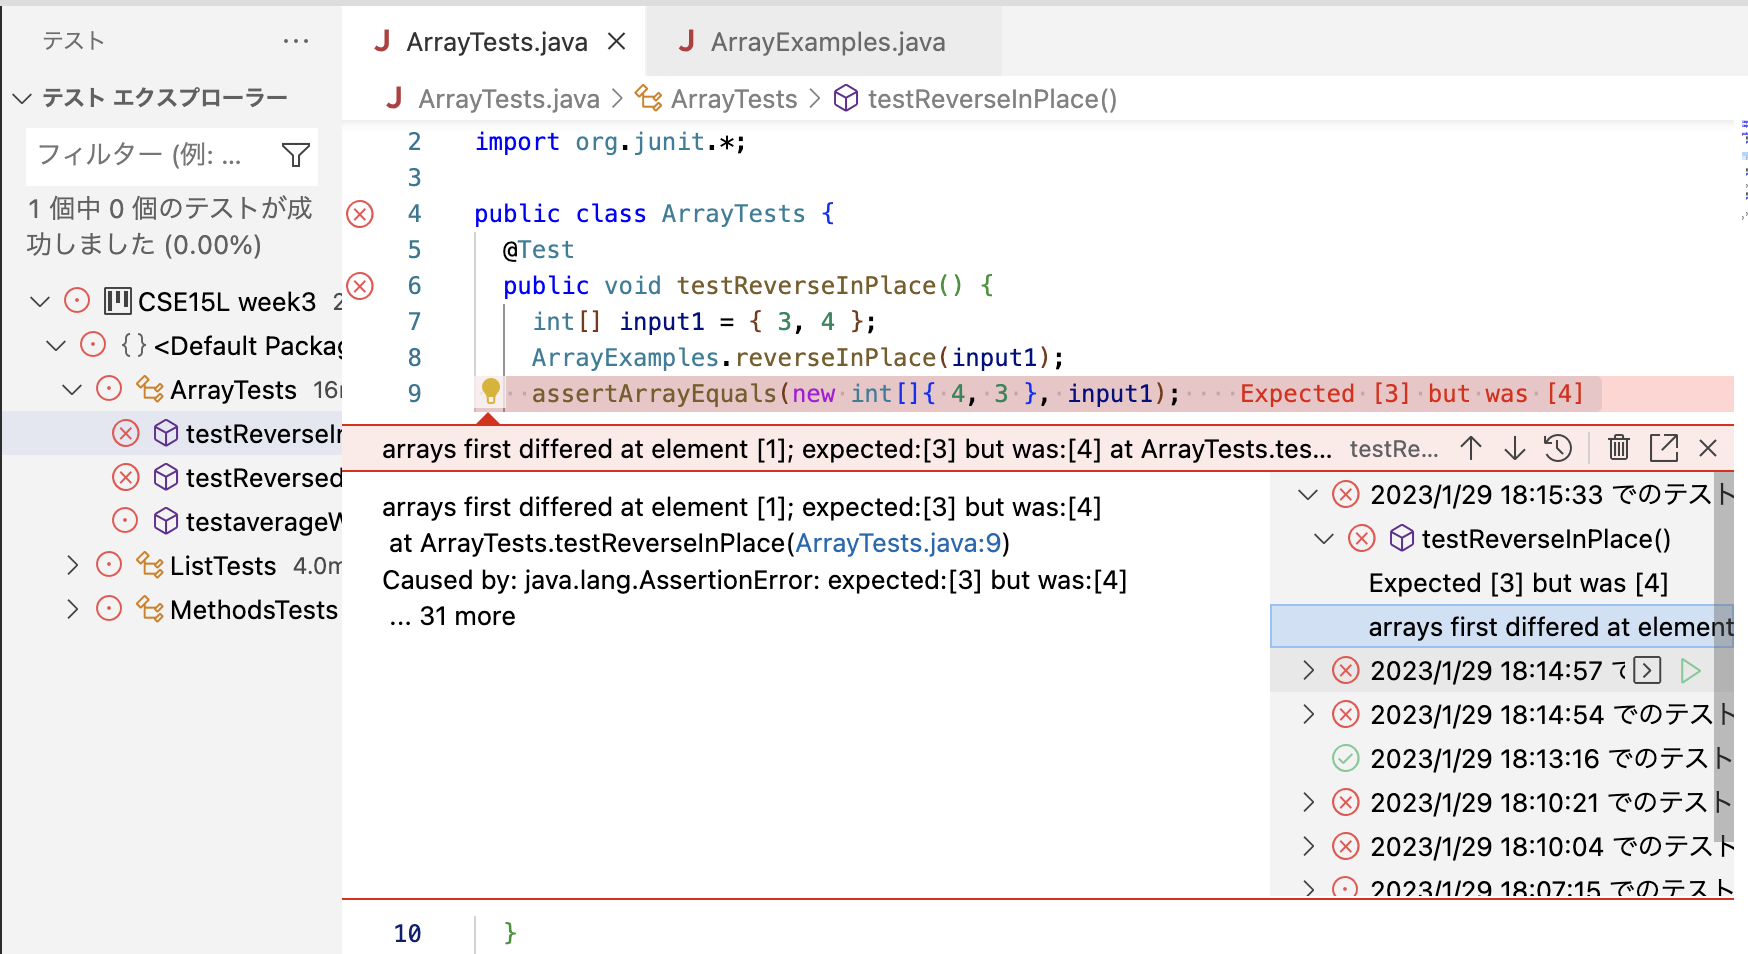 テスト
テスト エクスプローラー
フィルター (例: ...
1 個中 0 個のテストが成
功しました (0.00%)
CSE15L week3
<Default Packag
ArrayTests 16
testReverseI
testReversed
testaverageW
ListTests 4.0m
MethodsTests
ArrayTests.java
ArrayExamples.java
ArrayTests.java > ArrayTests > testReverseInPlace()
2 import org.junit.*;
3
4 public class ArrayTests {
5 @Test
6 public void testReverseInPlace() {
7 int[] input1 = { 3, 4 };
8 ArrayExamples.reverseInPlace(input1);
9 assertArrayEquals(new int[]{ 4, 3 }, input1); Expected [3] but was [4]
arrays first differed at element [1]; expected:[3] but was:[4] at ArrayTests.tes... testRe...
arrays first differed at element [1]; expected:[3] but was:[4]
at ArrayTests.testReverseInPlace(ArrayTests.java:9)
Caused by: java.lang.AssertionError: expected:[3] but was:[4]
... 31 more
2023/1/29 18:15:33 でのテスト
testReverseInPlace()
Expected [3] but was [4]
arrays first differed at element
2023/1/29 18:14:57 で
2023/1/29 18:14:54 でのテスト
2023/1/29 18:13:16 でのテスト
2023/1/29 18:10:21 でのテスト
2023/1/29 18:10:04 でのテスト
2023/1/29 18:07:15 でのテスト
10 }